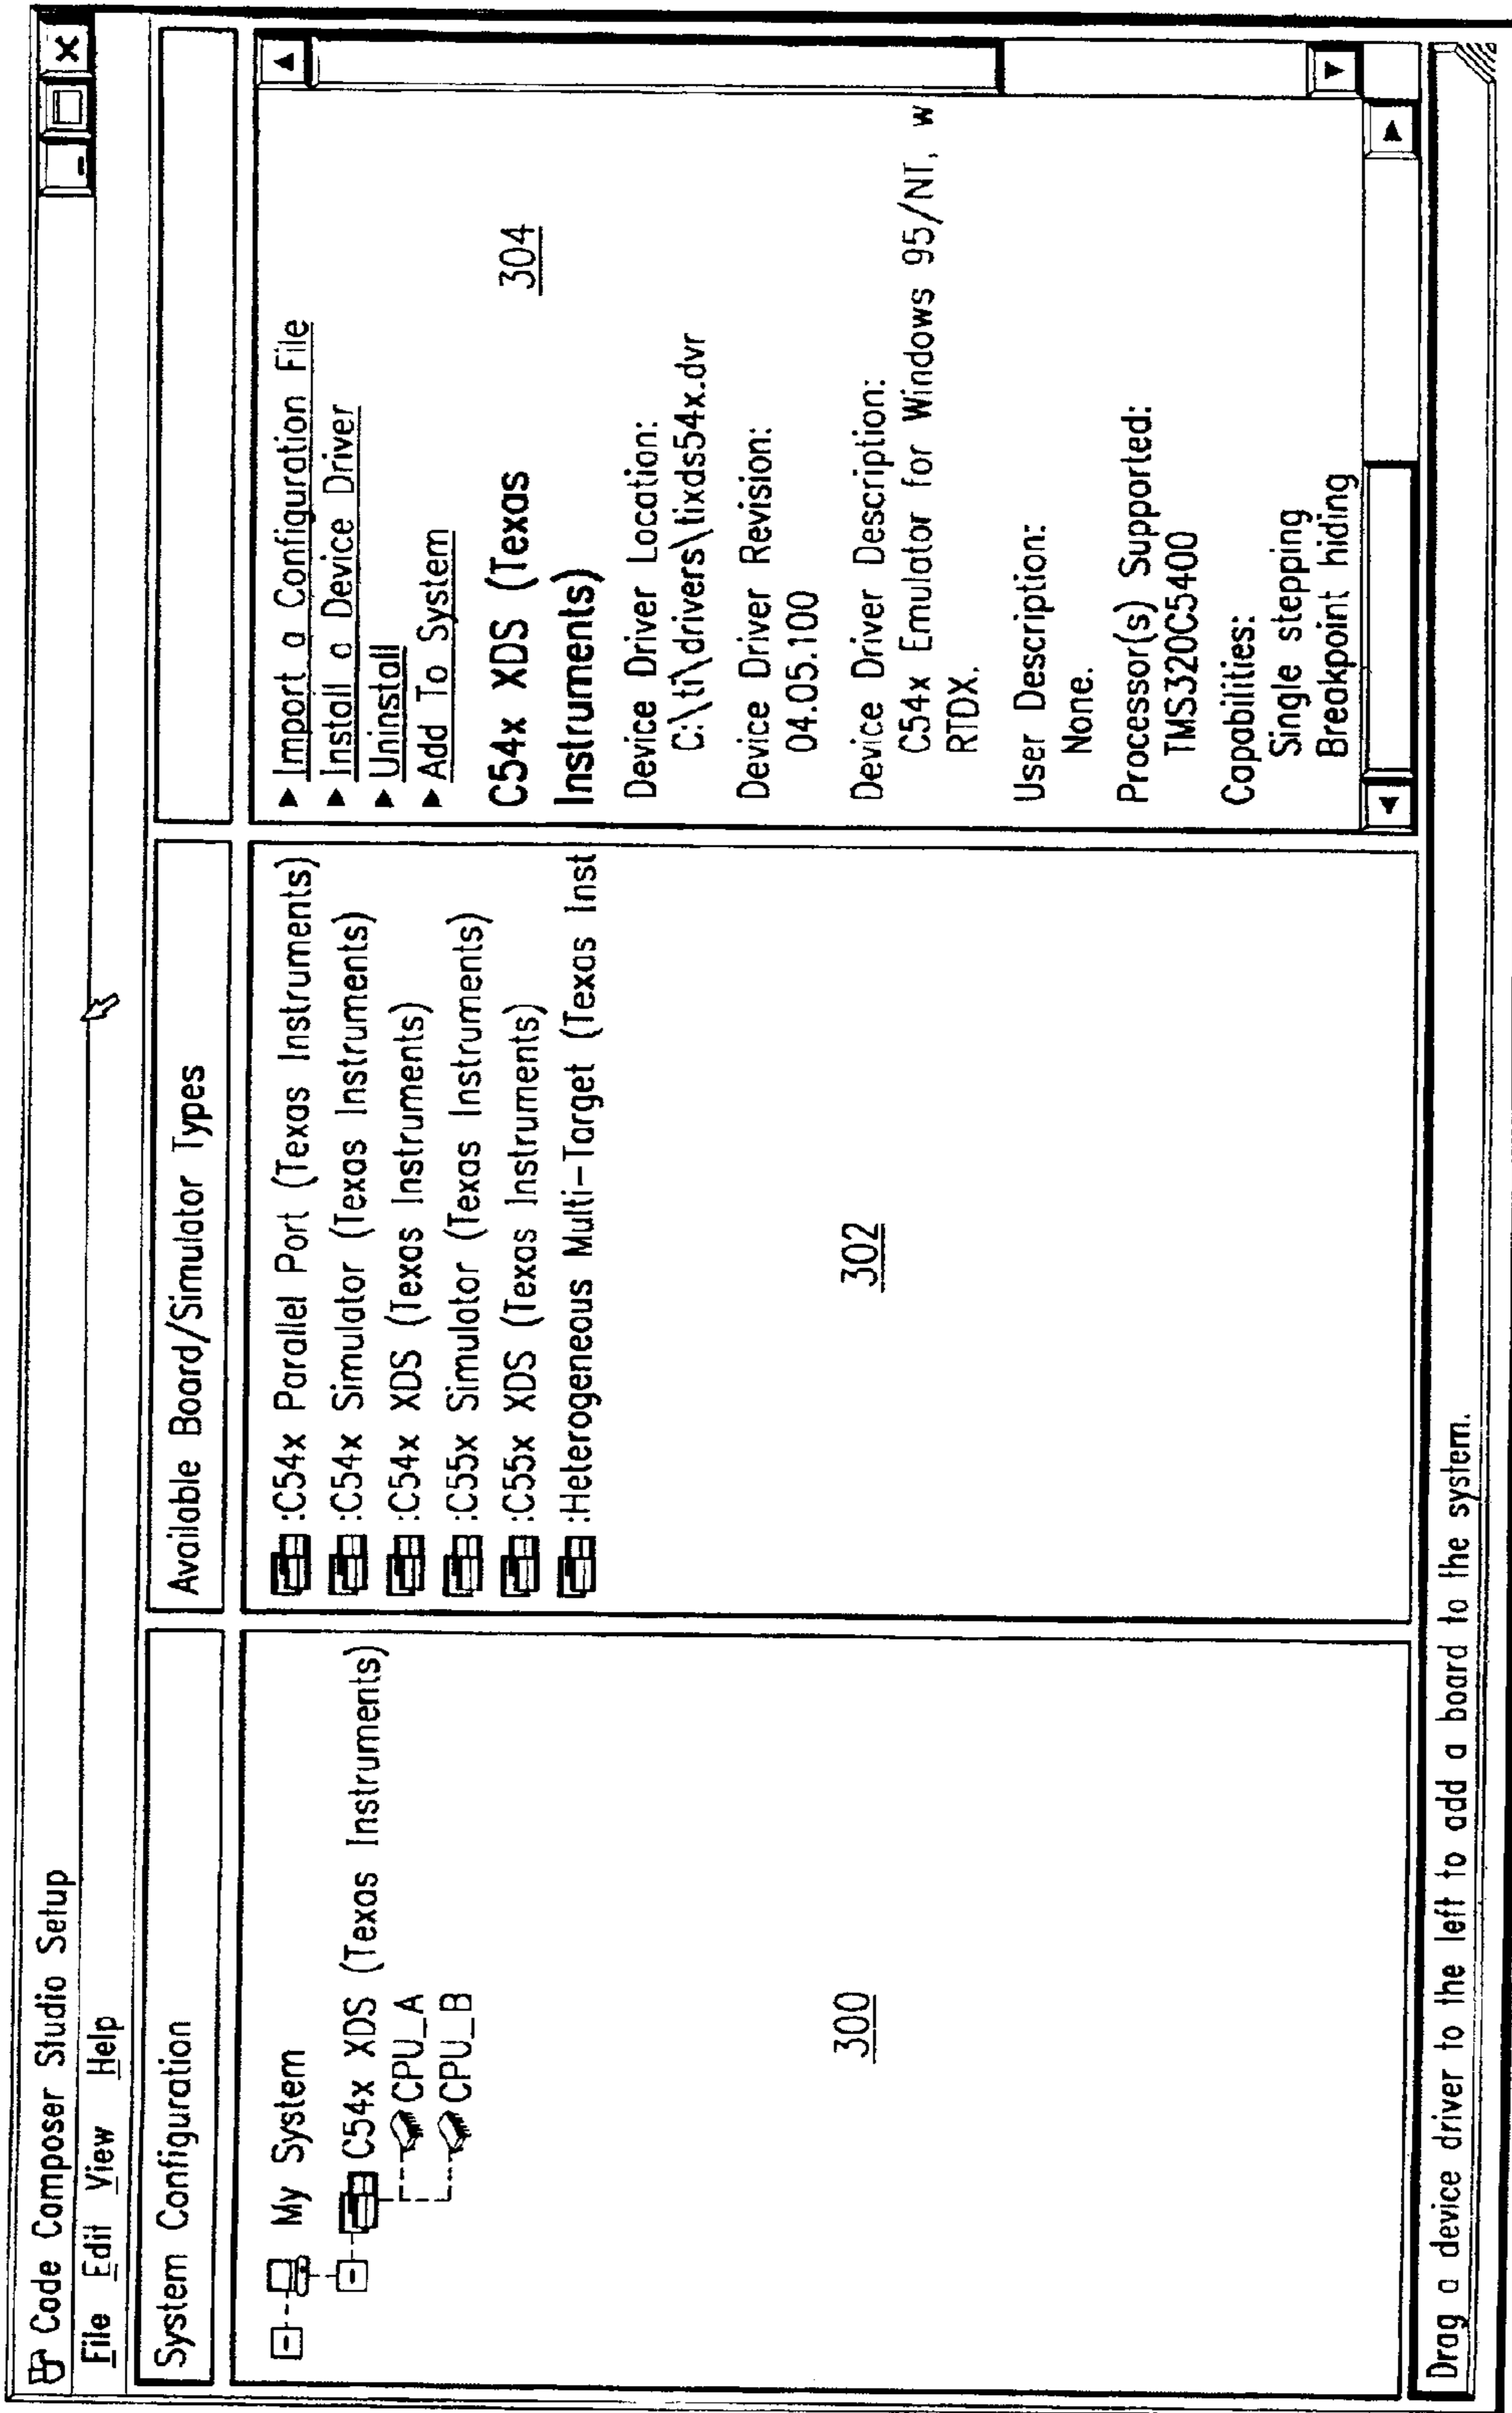 Code Composer Studio Setup
File Edit View Help
System Configuration
My System
C54x XDS (Texas Instruments)
CPU_A
CPU_B
300
Available Board/Simulator Types
:C54x Parallel Port (Texas Instruments)
:C54x Simulator (Texas Instruments)
:C54x XDS (Texas Instruments)
:C55x Simulator (Texas Instruments)
:C55x XDS (Texas Instruments)
:Heterogeneous Multi-Target (Texas Inst
302
Import a Configuration File
Install a Device Driver
Uninstall
Add To System
C54x XDS (Texas
Instruments)
304
Device Driver Location:
C:\ti\drivers\tixds54x.dvr
Device Driver Revision:
04.05.100
Device Driver Description:
C54x Emulator for Windows 95/NT, w
RTDX.
User Description:
None.
Processor(s) Supported:
TMS320C5400
Capabilities:
Single stepping
Breakpoint hiding
Drag a device driver to the left to add a board to the system.